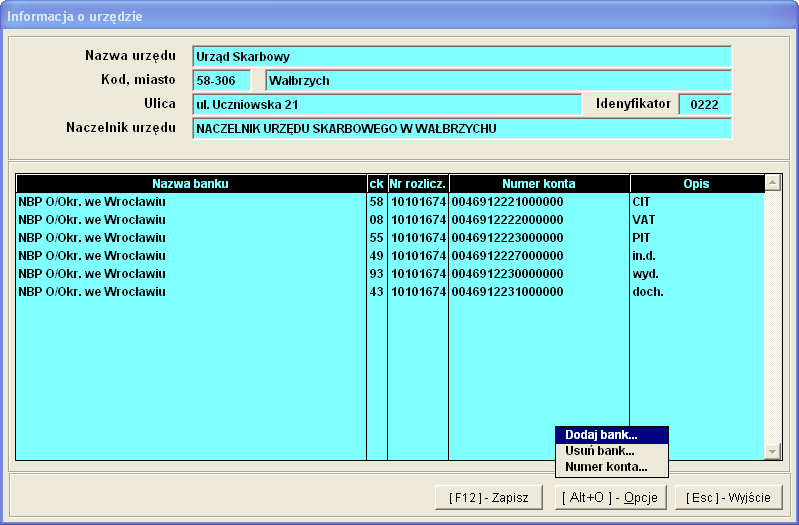 Informacja o urzędzie
Nazwa urzędu Urząd Skarbowy
Kod, miasto 58-306 Wałbrzych
Ulica ul. Uczniowska 21 Idenyfikator 0222
Naczelnik urzędu NACZELNIK URZĘDU SKARBOWEGO W WAŁBRZYCHU
Nazwa banku ck Nr rozlicz. Numer konta Opis
NBP O/Okr. we Wrocławiu 58 10101674 0046912221000000 CIT
NBP O/Okr. we Wrocławiu 08 10101674 0046912222000000 VAT
NBP O/Okr. we Wrocławiu 55 10101674 0046912223000000 PIT
NBP O/Okr. we Wrocławiu 49 10101674 0046912227000000 in.d.
NBP O/Okr. we Wrocławiu 93 10101674 0046912230000000 wyd.
NBP O/Okr. we Wrocławiu 43 10101674 0046912231000000 doch.
Dodaj bank...
Usuń bank...
Numer konta...
[ F12 ] - Zapisz [ Alt+O ] - Opcje [ Esc ] - Wyjście